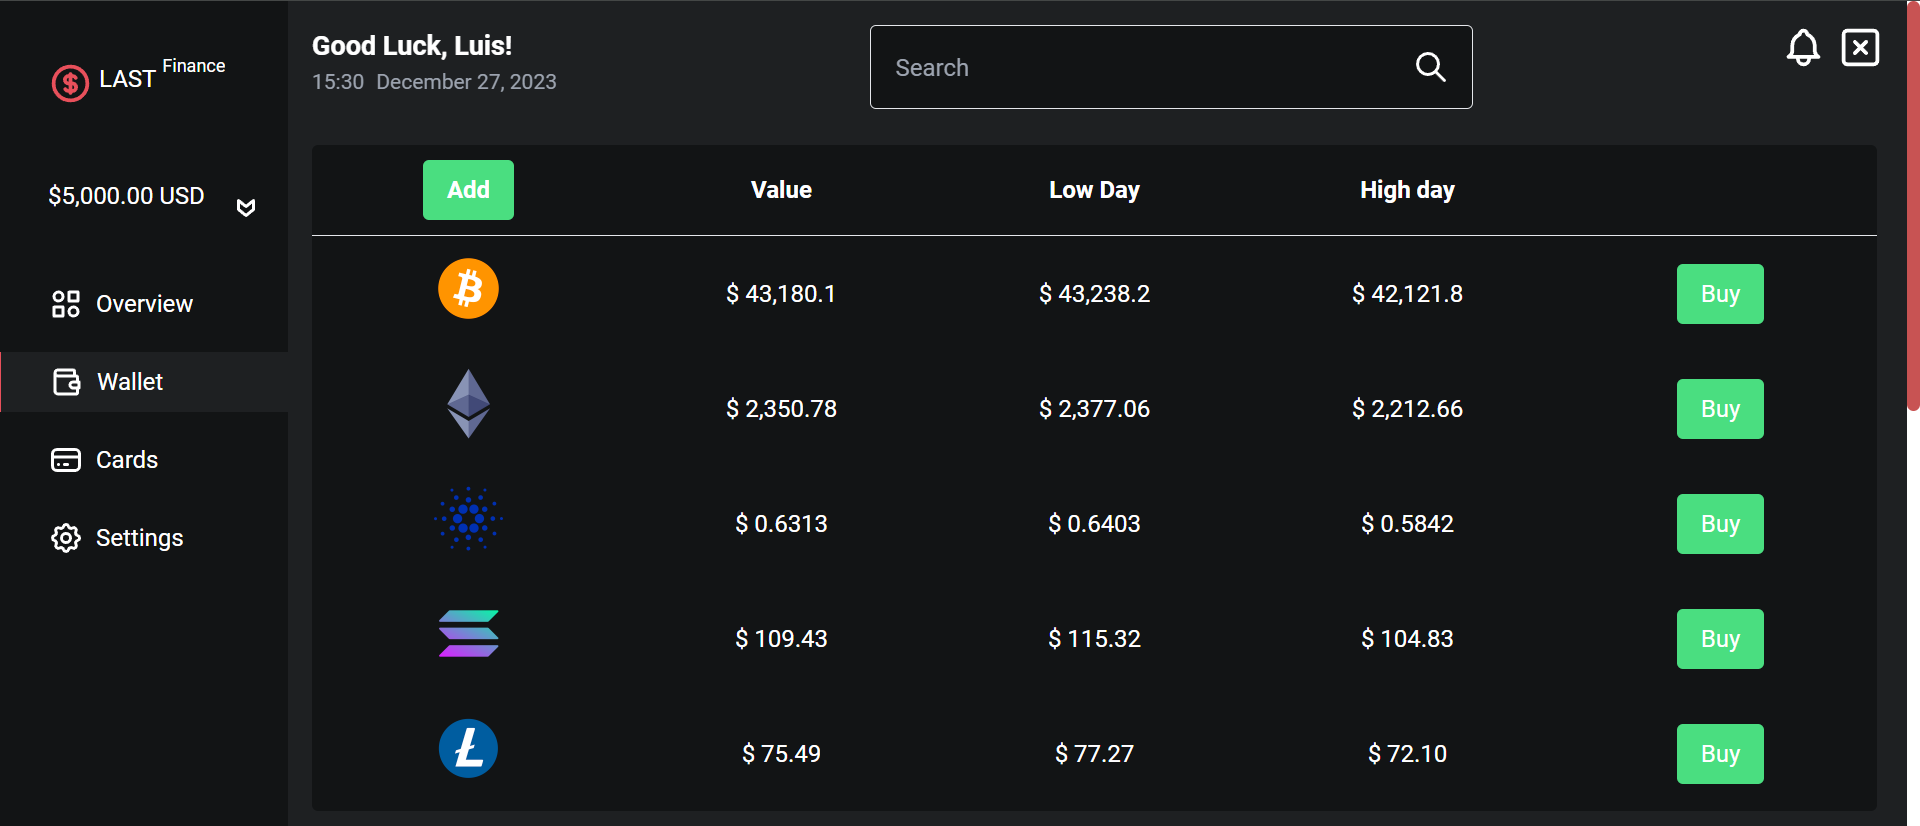 LAST Finance
$5,000.00 USD
Overview
Wallet
Cards
Settings
Good Luck, Luis!
15:30 December 27, 2023
Search
Add Value Low Day High day
$ 43,180.1 $ 43,238.2 $ 42,121.8 Buy
$ 2,350.78 $ 2,377.06 $ 2,212.66 Buy
$ 0.6313 $ 0.6403 $ 0.5842 Buy
$ 109.43 $ 115.32 $ 104.83 Buy
$ 75.49 $ 77.27 $ 72.10 Buy